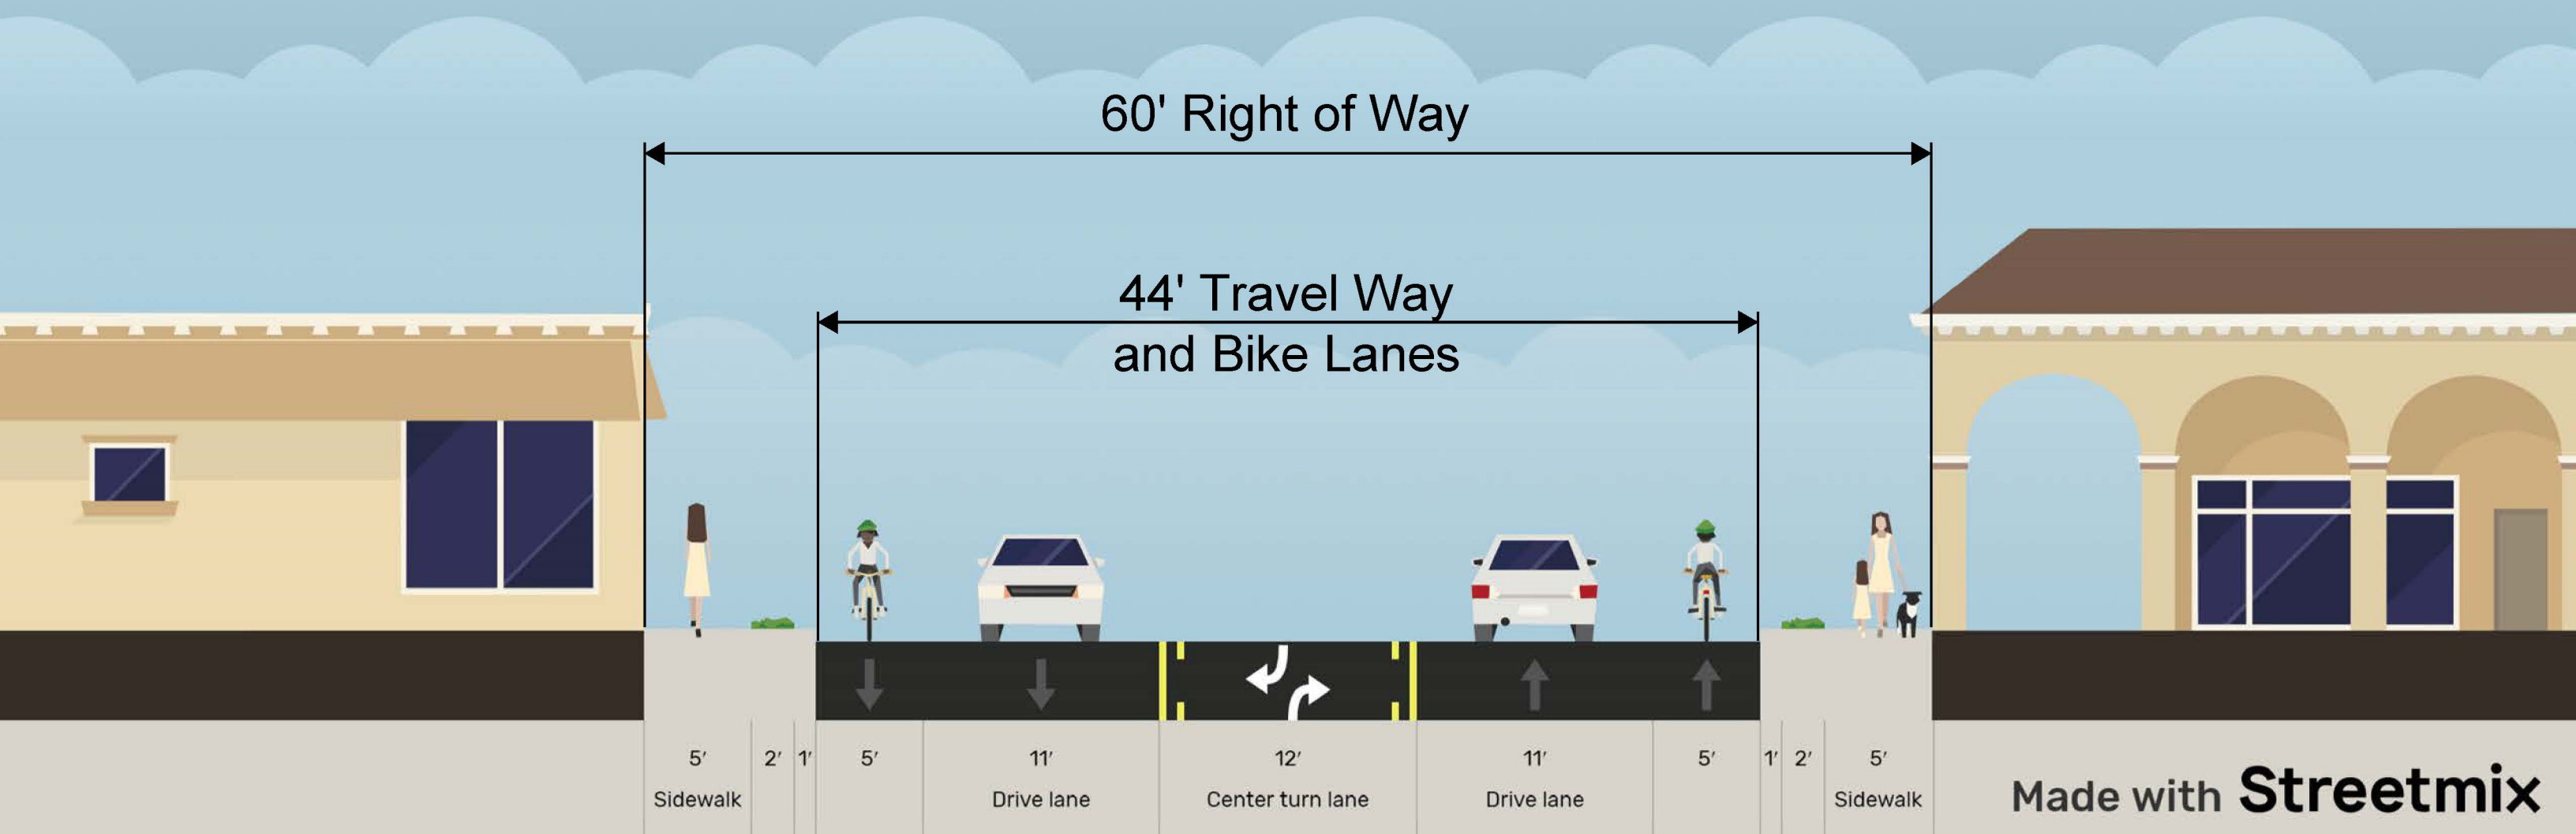 60' Right of Way
44' Travel Way
and Bike Lanes
5' 2' 1' 5' 11' 12' 11' 5' 1' 2' 5'
Sidewalk Drive lane Center turn lane Drive lane Sidewalk
Made with Streetmix